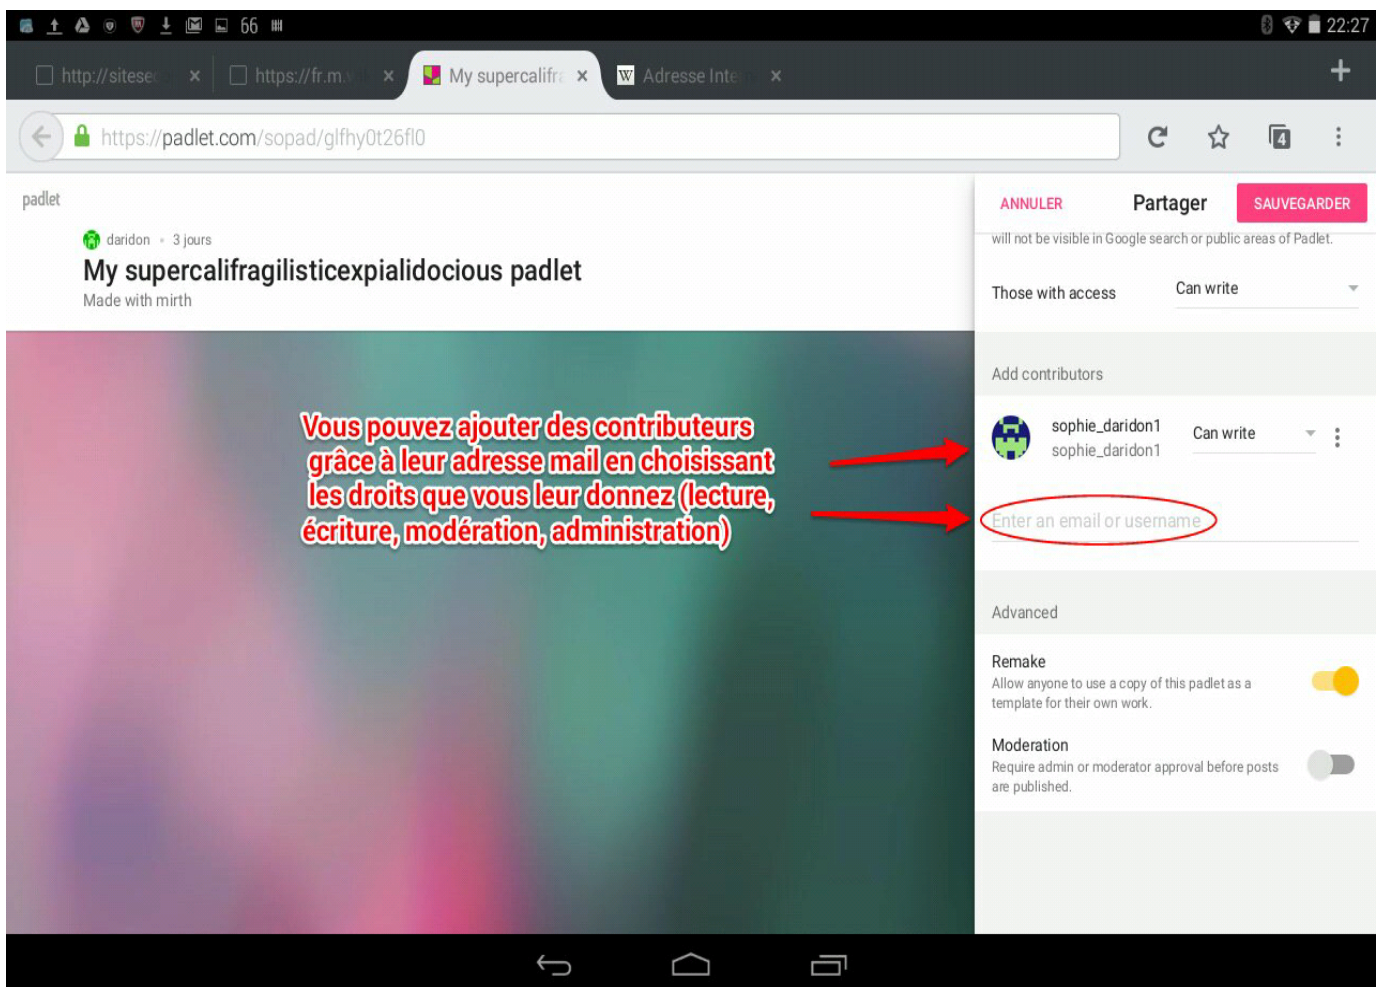 66
22:27
http://sitese
https://fr.m.
My supercalifra
W Adresse Inte
https://padlet.com/sopad/glfhy0t26fl0
4
padlet
ANNULER
Partager
SAUVEGARDER
daridon • 3 jours
My supercalifragilisticexpialidocious padlet
Made with mirth
will not be visible in Google search or public areas of Padlet.
Those with access
Can write
Add contributors
sophie_daridon1
sophie_daridon1
Can write
Vous pouvez ajouter des contributeurs
grâce à leur adresse mail en choisissant
les droits que vous leur donnez (lecture,
écriture, modération, administration)
Enter an email or username
Advanced
Remake
Allow anyone to use a copy of this padlet as a
template for their own work.
Moderation
Require admin or moderator approval before posts
are published.